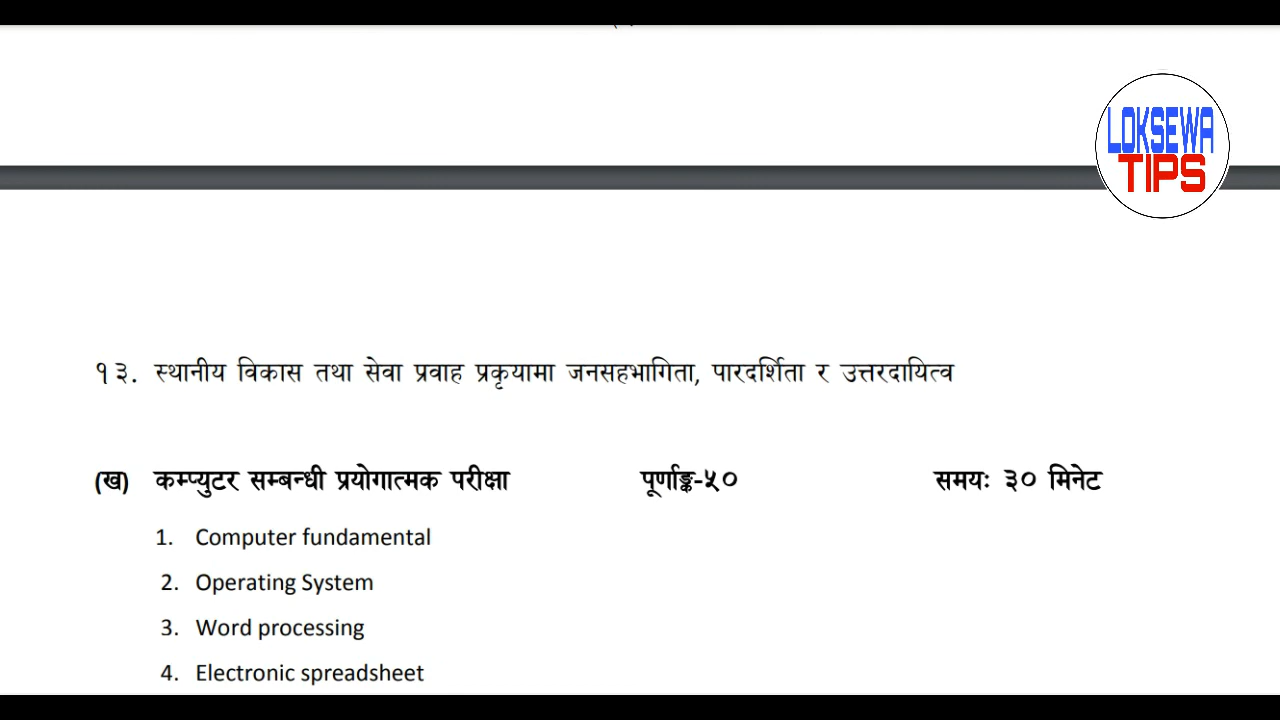 LOKSEWA
TIPS
१३. स्थानीय विकास तथा सेवा प्रवाह प्रकृयामा जनसहभागिता, पारदर्शिता र उत्तरदायित्व
(ख) कम्प्युटर सम्बन्धी प्रयोगात्मक परीक्षा पूर्णाङ्क-५० समयः ३० मिनेट
1. Computer fundamental
2. Operating System
3. Word processing
4. Electronic spreadsheet